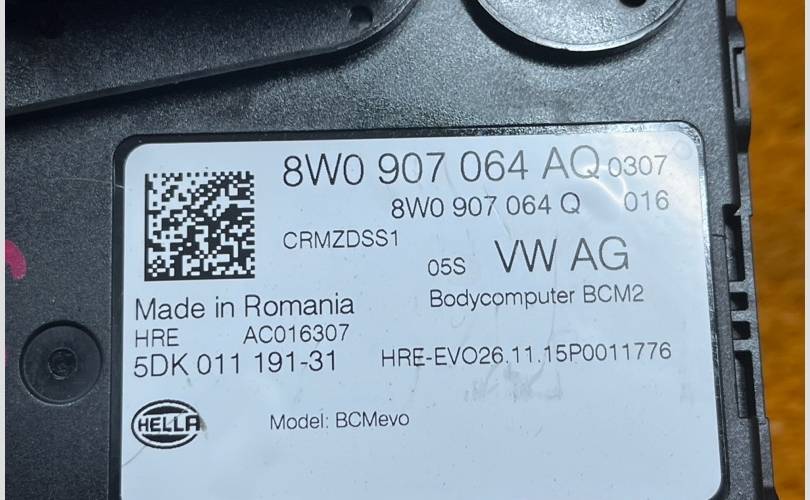 8W0 907 064 AQ 0307
8W0 907 064 Q 016
CRMZDSS1
05S VW AG
Made in Romania
Bodycomputer BCM2
HRE AC016307
5DK 011 191-31
HRE-EVO26.11.15P0011776
HELLA
Model: BCMevo